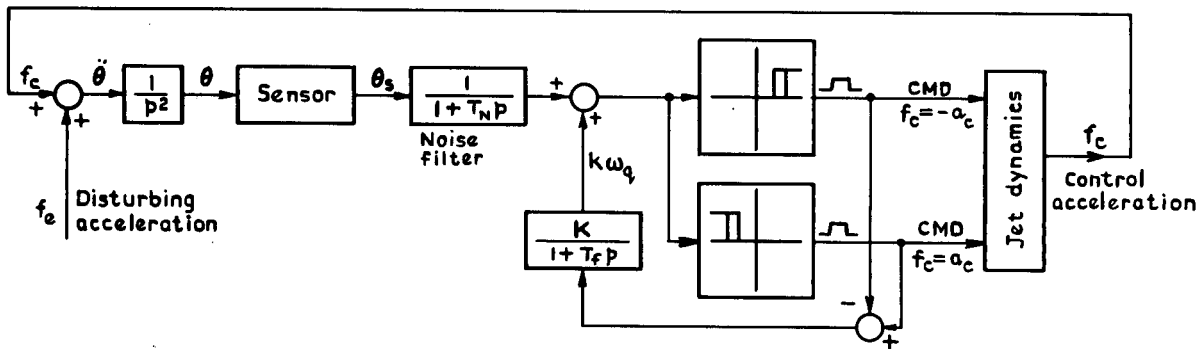 f_c
+
+
θ̈
1
p²
θ
Sensor
θ_s
1
1 + T_N p
Noise
filter
+
+
kω_q
K
1 + T_f p
CMD
f_c = -a_c
CMD
f_c = a_c
-
+
Jet dynamics
f_c
Control
acceleration
f_e
Disturbing
acceleration